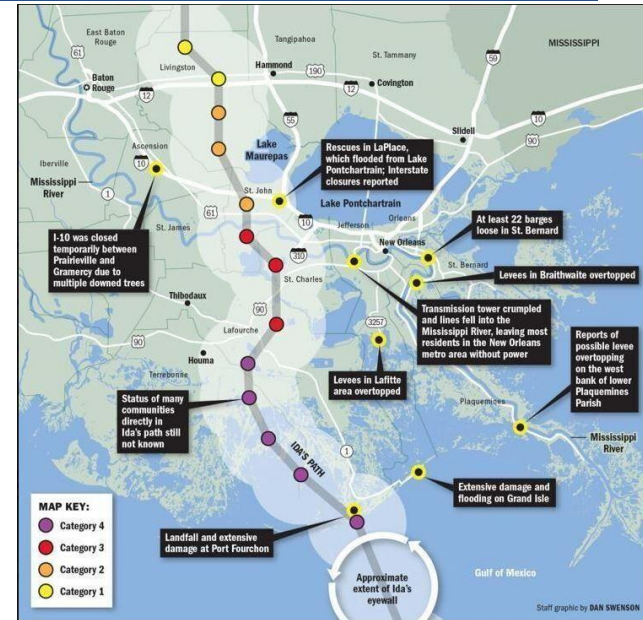 East Baton
Rouge
61
Baton
Rouge
Livingston
12
Tangipahoa
Hammond
190
55
St. Tammany
12
Covington
59
MISSISSIPPI
Slidell
10
90
Iberville
Mississippi
River
1
Ascension
10
Lake
Maurepas
Rescues in LaPlace,
which flooded from Lake
Pontchartrain; Interstate
closures reported
St. John
Lake Pontchartrain
61
10
Jefferson
Orleans
New Orleans
St. James
310
St. Charles
At least 22 barges
loose in St. Bernard
St. Bernard
I-10 was closed
temporarily between
Prairieville and
Gramercy due to
multiple downed trees
Levees in Braithwaite overtopped
Thibodaux
90
Transmission tower crumpled
and lines fell into the
Mississippi River, leaving most
residents in the New Orleans
metro area without power
90
Lafourche
3257
Houma
Terrebonne
Reports of
possible levee
overtopping
on the west
bank of lower
Plaquemines
Parish
Levees in Lafitte
area overtopped
Status of many
communities
directly in
Ida's path still
not known
Plaquemines
Mississippi
River
IDA'S PATH
1
Extensive damage and
flooding on Grand Isle
MAP KEY:
Category 4
Category 3
Category 2
Category 1
Landfall and extensive
damage at Port Fourchon
Approximate
extent of Ida's
eyewall
Gulf of Mexico
Staff graphic by DAN SWENSON